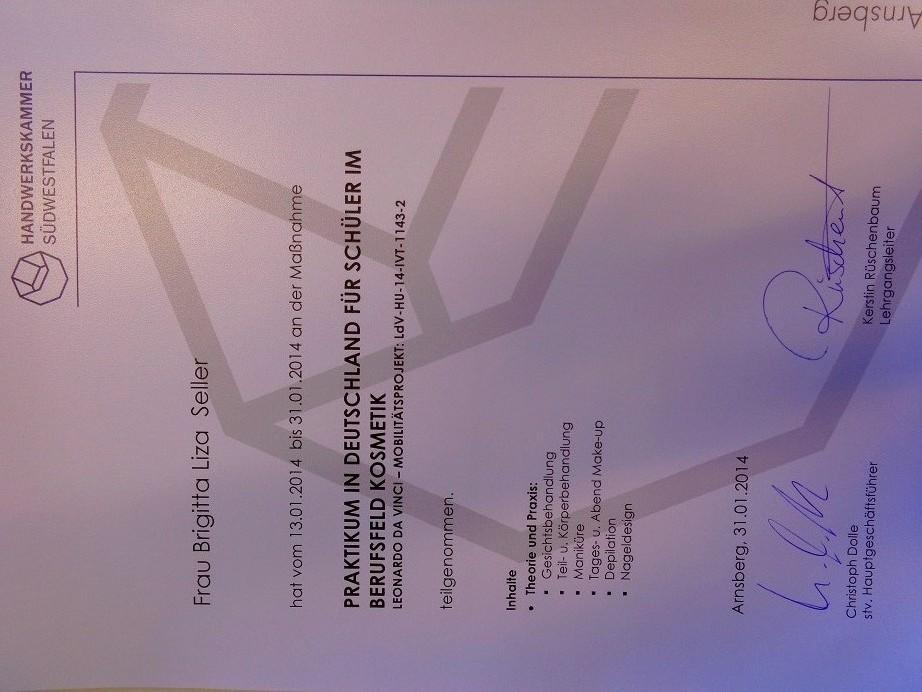 HANDWERKSKAMMER
SÜDWESTFALEN
Arnsberg
Frau Brigitta Liza Seller
hat vom 13.01.2014 bis 31.01.2014 an der Maßnahme
PRAKTIKUM IN DEUTSCHLAND FÜR SCHÜLER IM
BERUFSFELD KOSMETIK
LEONARDO DA VINCI – MOBILITÄTSPROJEKT: LdV-HU-14-IVT-1143-2
teilgenommen.
Inhalte
• Theorie und Praxis:
▪ Gesichtsbehandlung
▪ Teil- u. Körperbehandlung
▪ Maniküre
▪ Tages- u. Abend Make-up
▪ Depilation
▪ Nageldesign
Arnsberg, 31.01.2014
Christoph Dolle
stv. Hauptgeschäftsführer
Kerstin Rüschenbaum
Lehrgangsleiter